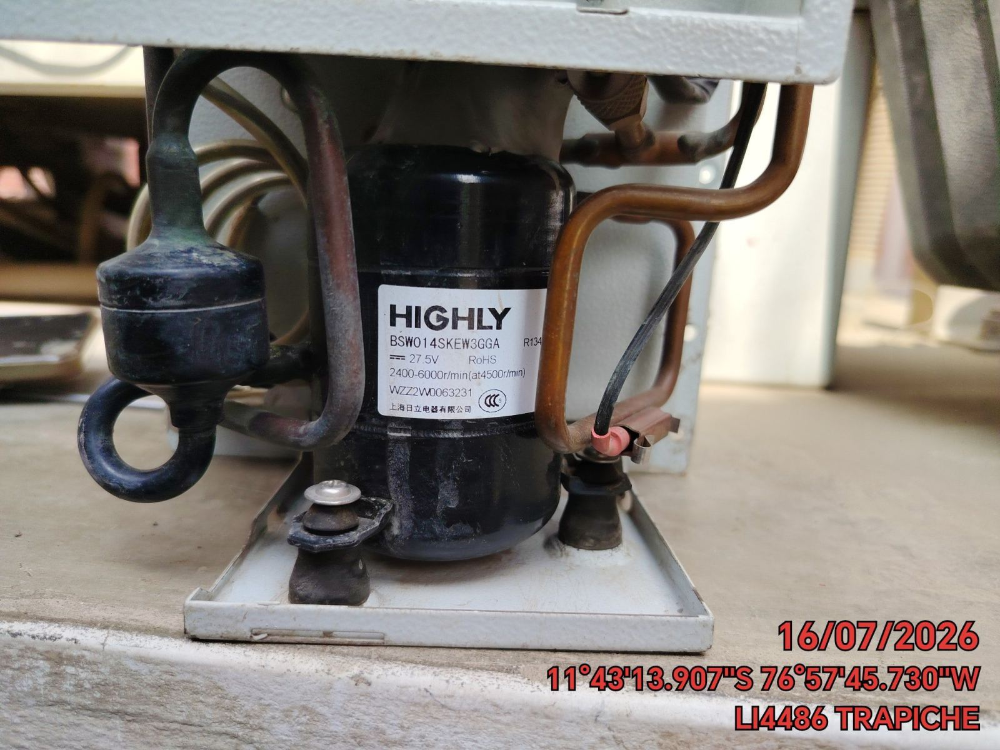 HIGHLY
BSW014SKEW3GGA R134
27.5V RoHS
2400-6000r/min(at4500r/min)
WZZ2W0063231 CCC S
上海日立电器有限公司
16/07/2026
11°43'13.907"S 76°57'45.730"W
LI4486 TRAPICHE